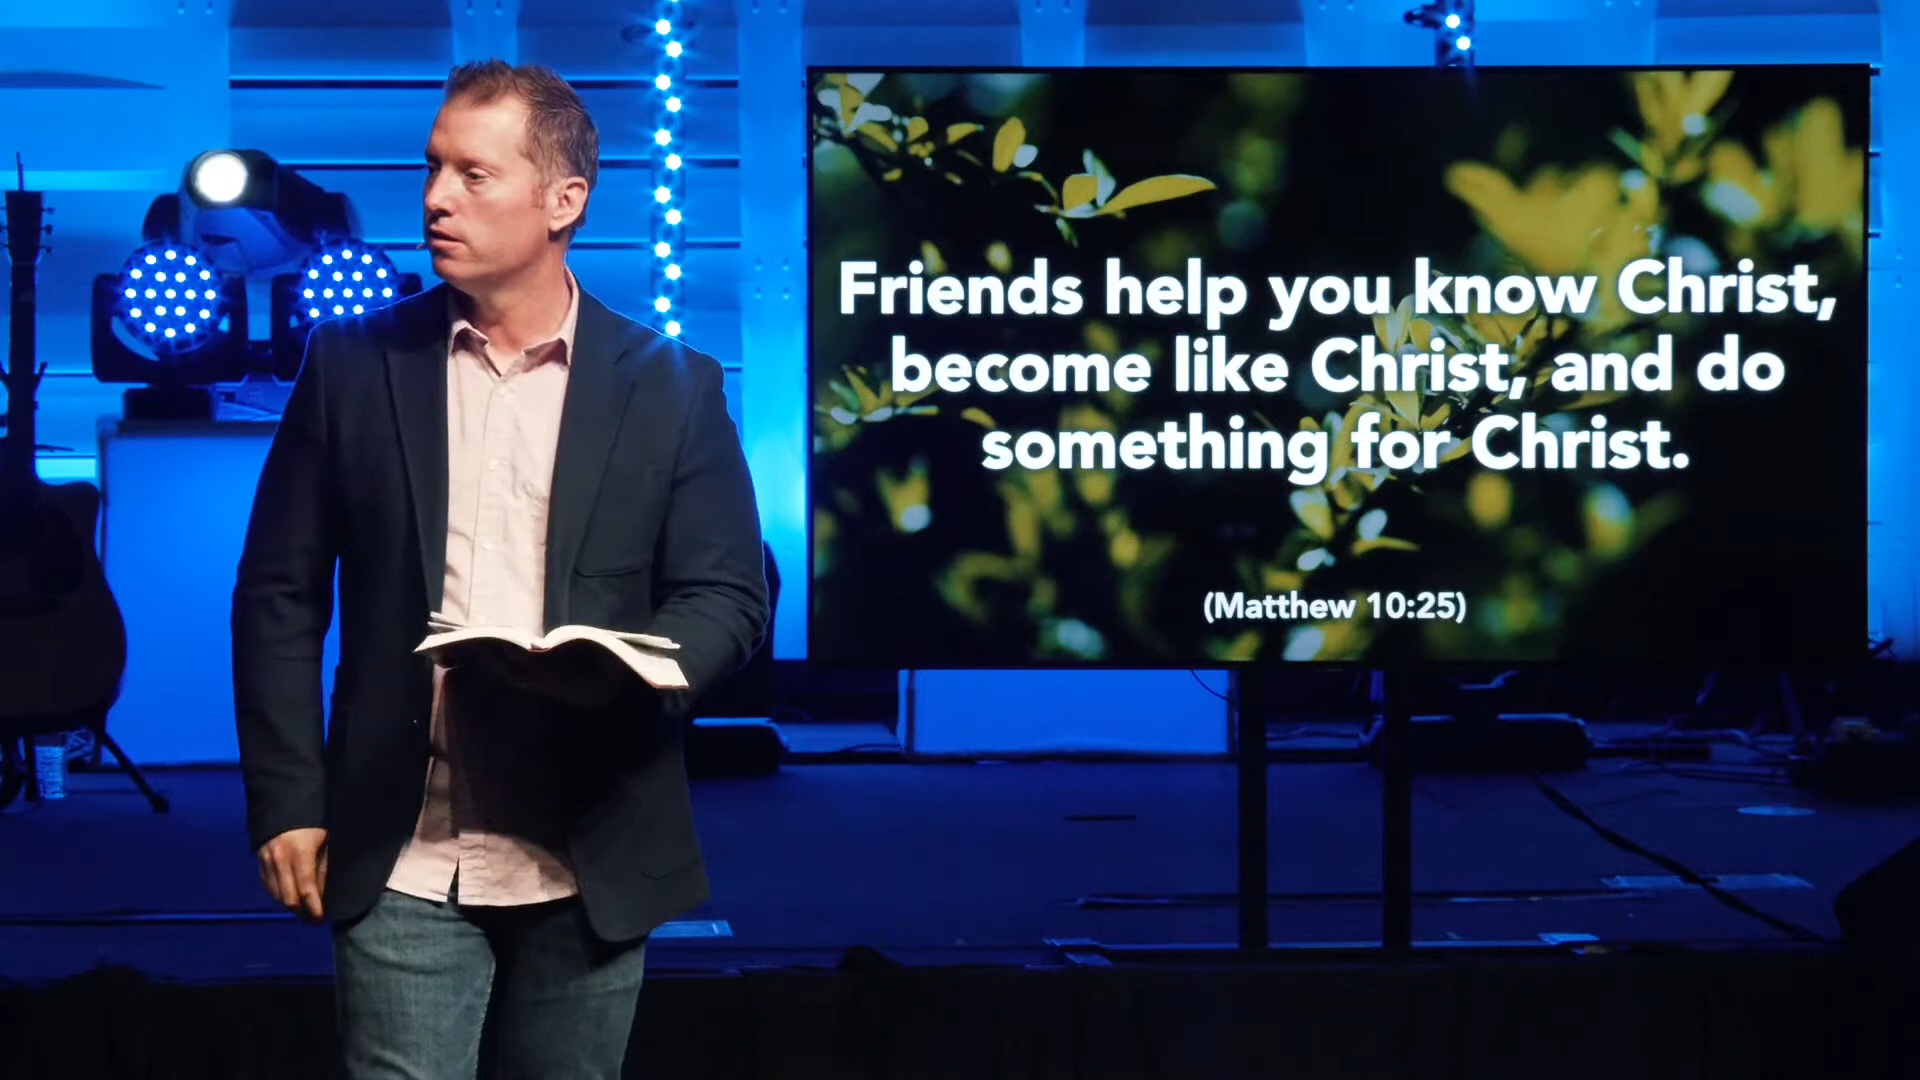 Friends help you know Christ,
become like Christ, and do
something for Christ.
(Matthew 10:25)